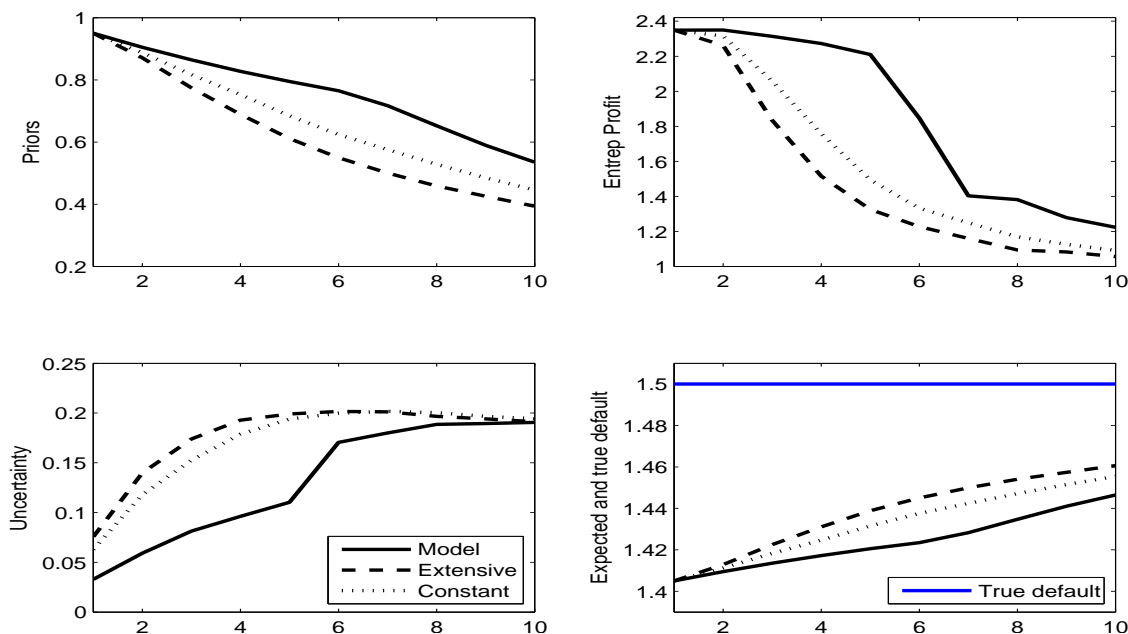 1
0.8
0.6
0.4
0.2
Priors
2 4 6 8 10
2.4
2.2
2
1.8
1.6
1.4
1.2
1
Entrep Profit
2 4 6 8 10
0.25
0.2
0.15
0.1
0.05
0
Uncertainty
Model
Extensive
Constant
2 4 6 8 10
1.5
1.48
1.46
1.44
1.42
1.4
Expected and true default
True default
2 4 6 8 10